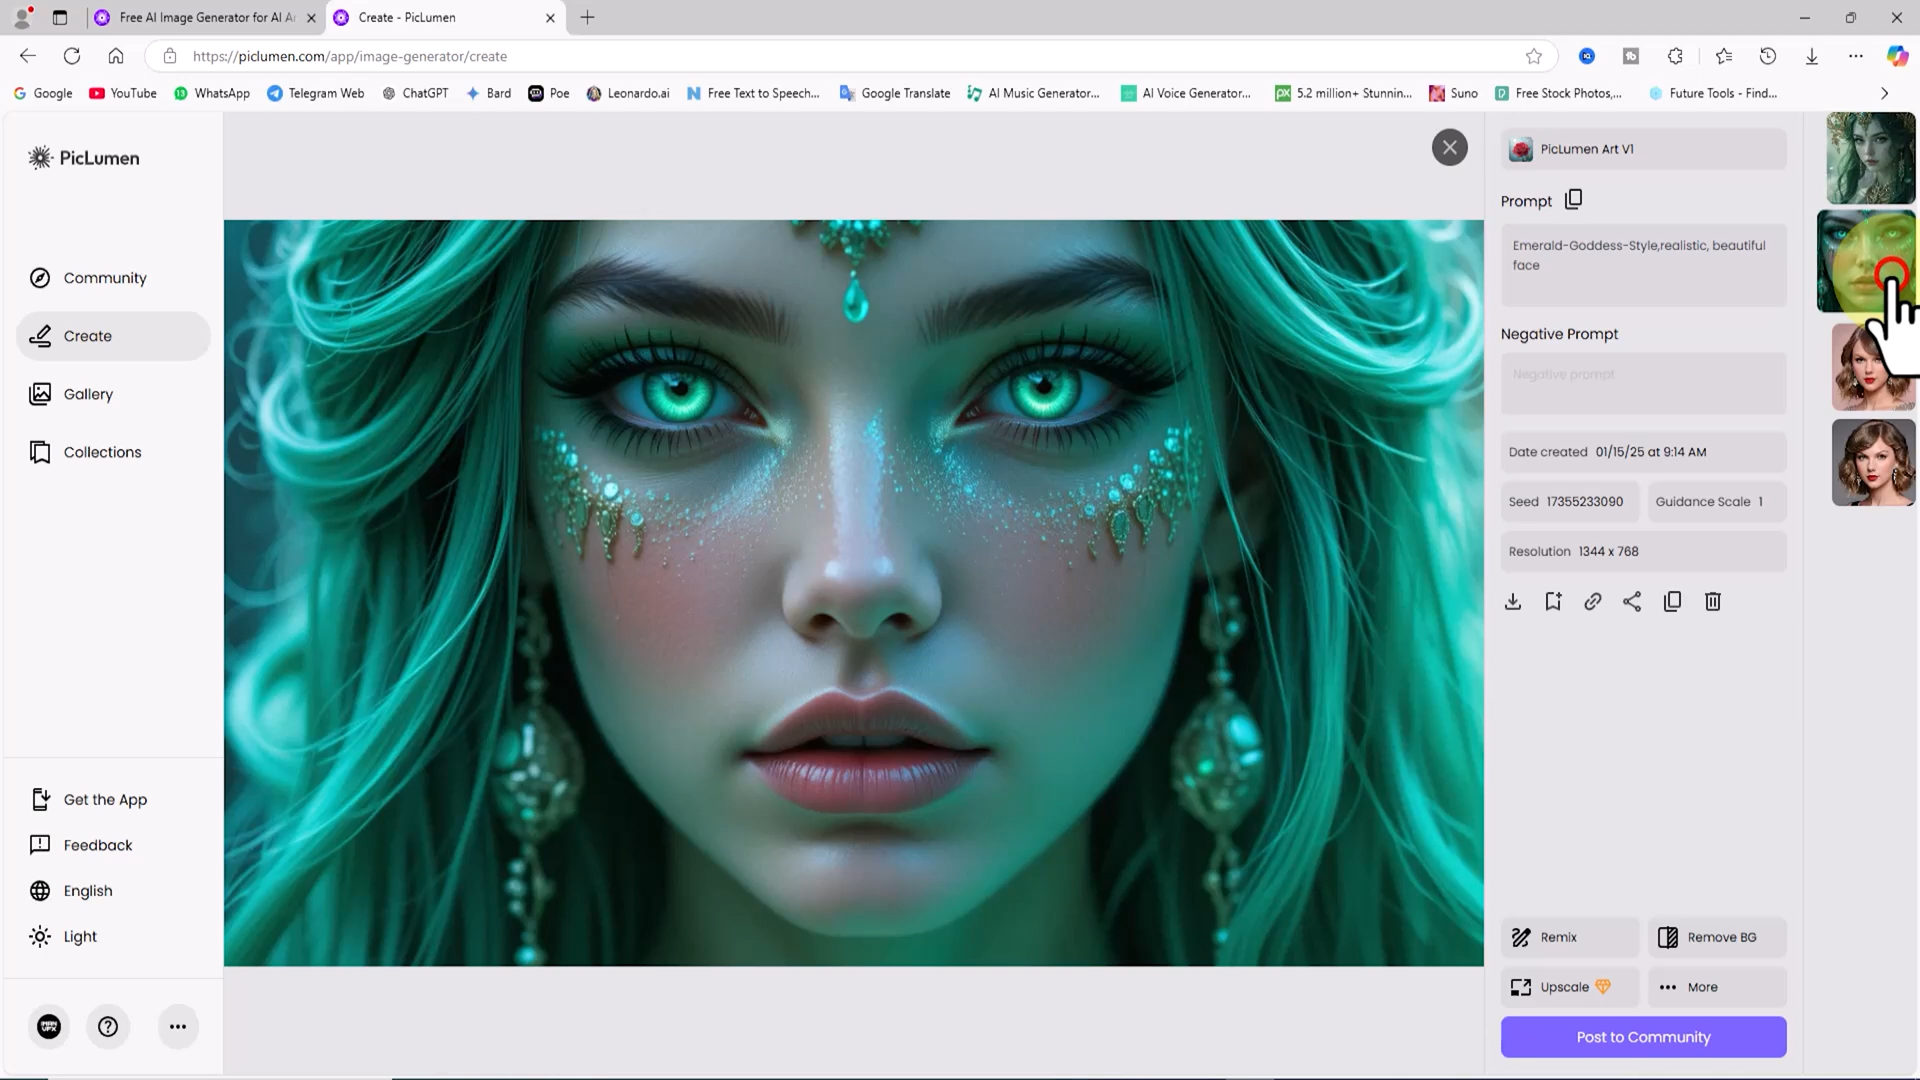 Free AI Image Generator for AI A
Create - PicLumen
https://piclumen.com/app/image-generator/create
Google
YouTube
WhatsApp
Telegram Web
ChatGPT
Bard
Poe
Leonardo.ai
Free Text to Speech...
Google Translate
AI Music Generator...
AI Voice Generator...
5.2 million+ Stunnin...
Suno
Free Stock Photos,...
Future Tools - Find...
PicLumen
Community
Create
Gallery
Collections
Get the App
Feedback
English
Light
PicLumen Art V1
Prompt
Emerald-Goddess-Style,realistic, beautiful
face
Negative Prompt
Negative prompt
Date created 01/15/25 at 9:14 AM
Seed 17355233090
Guidance Scale 1
Resolution 1344 x 768
Remix
Remove BG
Upscale
More
Post to Community